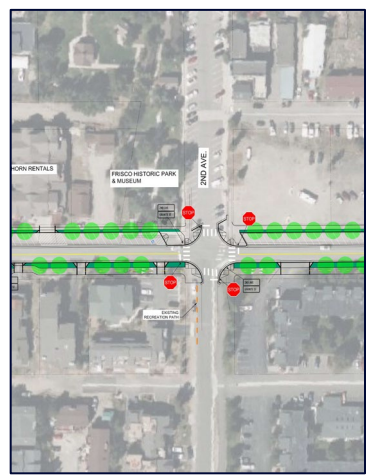 2ND AVE.
HORN RENTALS
FRISCO HISTORIC PARK
& MUSEUM
STOP
STOP
STOP
STOP
EXISTING
RECREATION PATH